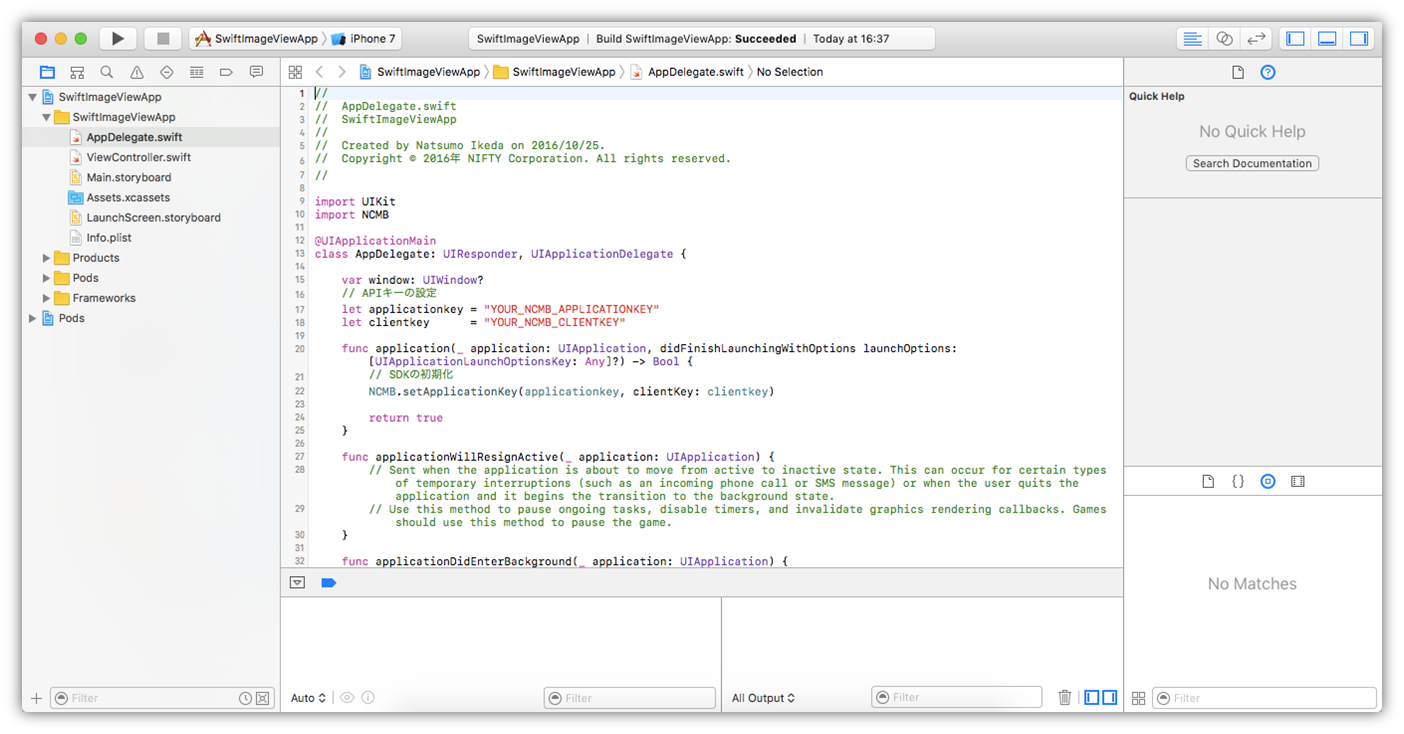 SwiftImageViewApp 〉 iPhone 7
SwiftImageViewApp | Build SwiftImageViewApp: Succeeded | Today at 16:37
SwiftImageViewApp 〉 SwiftImageViewApp 〉 AppDelegate.swift 〉 No Selection
SwiftImageViewApp
SwiftImageViewApp
AppDelegate.swift
ViewController.swift
Main.storyboard
Assets.xcassets
LaunchScreen.storyboard
Info.plist
Products
Pods
Frameworks
Pods
Filter
1 //
2 // AppDelegate.swift
3 // SwiftImageViewApp
4 //
5 // Created by Natsumo Ikeda on 2016/10/25.
6 // Copyright © 2016年 NIFTY Corporation. All rights reserved.
7 //
8
9 import UIKit
10 import NCMB
11
12 @UIApplicationMain
13 class AppDelegate: UIResponder, UIApplicationDelegate {
14
15 var window: UIWindow?
16 // APIキーの設定
17 let applicationkey = "YOUR_NCMB_APPLICATIONKEY"
18 let clientkey      = "YOUR_NCMB_CLIENTKEY"
19
20 func application(_ application: UIApplication, didFinishLaunchingWithOptions launchOptions:
[UIApplicationLaunchOptionsKey: Any]?) -> Bool {
21 // SDKの初期化
22 NCMB.setApplicationKey(applicationkey, clientKey: clientkey)
23
24 return true
25 }
26
27 func applicationWillResignActive(_ application: UIApplication) {
28 // Sent when the application is about to move from active to inactive state. This can occur for certain types
of temporary interruptions (such as an incoming phone call or SMS message) or when the user quits the
application and it begins the transition to the background state.
29 // Use this method to pause ongoing tasks, disable timers, and invalidate graphics rendering callbacks. Games
should use this method to pause the game.
30 }
31
32 func applicationDidEnterBackground(_ application: UIApplication) {
Auto
Filter
All Output
Filter
Quick Help
No Quick Help
Search Documentation
{ }
No Matches
Filter